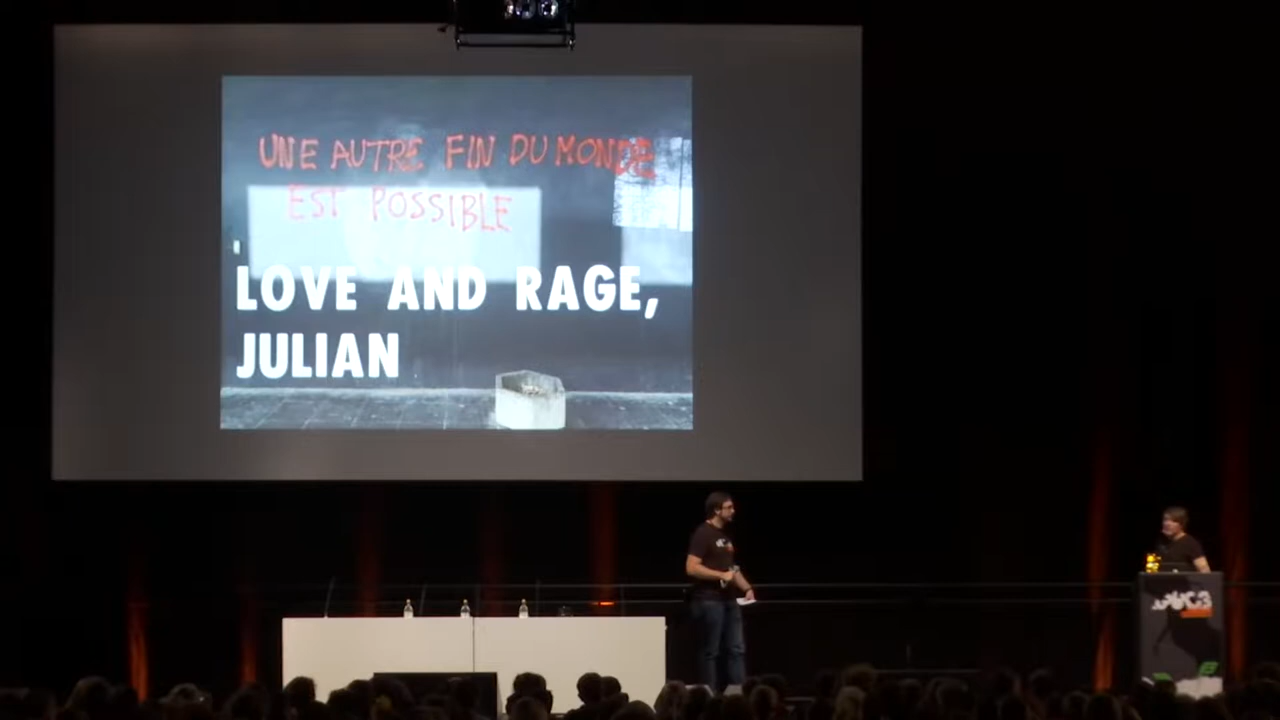 UNE AUTRE FIN DU MONDE
EST POSSIBLE
LOVE AND RAGE,
JULIAN